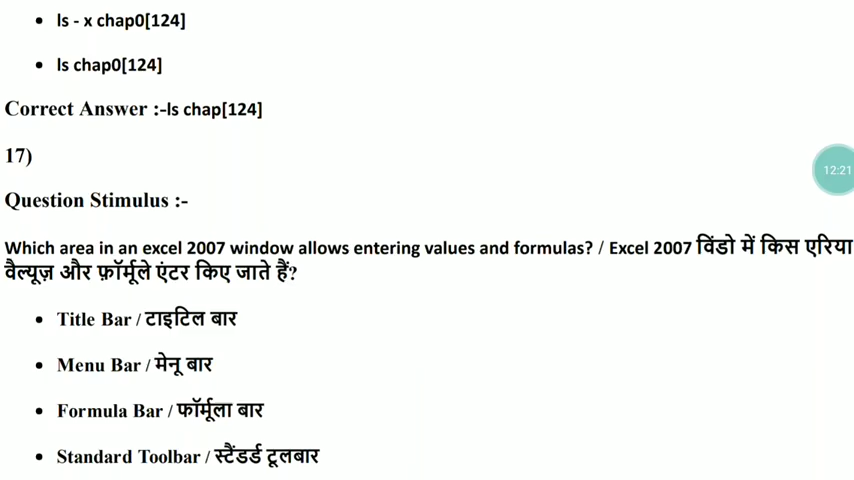 ls - x chap0[124]
ls chap0[124]
Correct Answer :-ls chap[124]
17)
12:21
Question Stimulus :-
Which area in an excel 2007 window allows entering values and formulas? / Excel 2007 विंडो में किस एरिया
वैल्यूज़ और फ़ॉर्मूले एंटर किए जाते हैं?
Title Bar / टाइटिल बार
Menu Bar / मेनू बार
Formula Bar / फॉर्मूला बार
Standard Toolbar / स्टैंडर्ड टूलबार